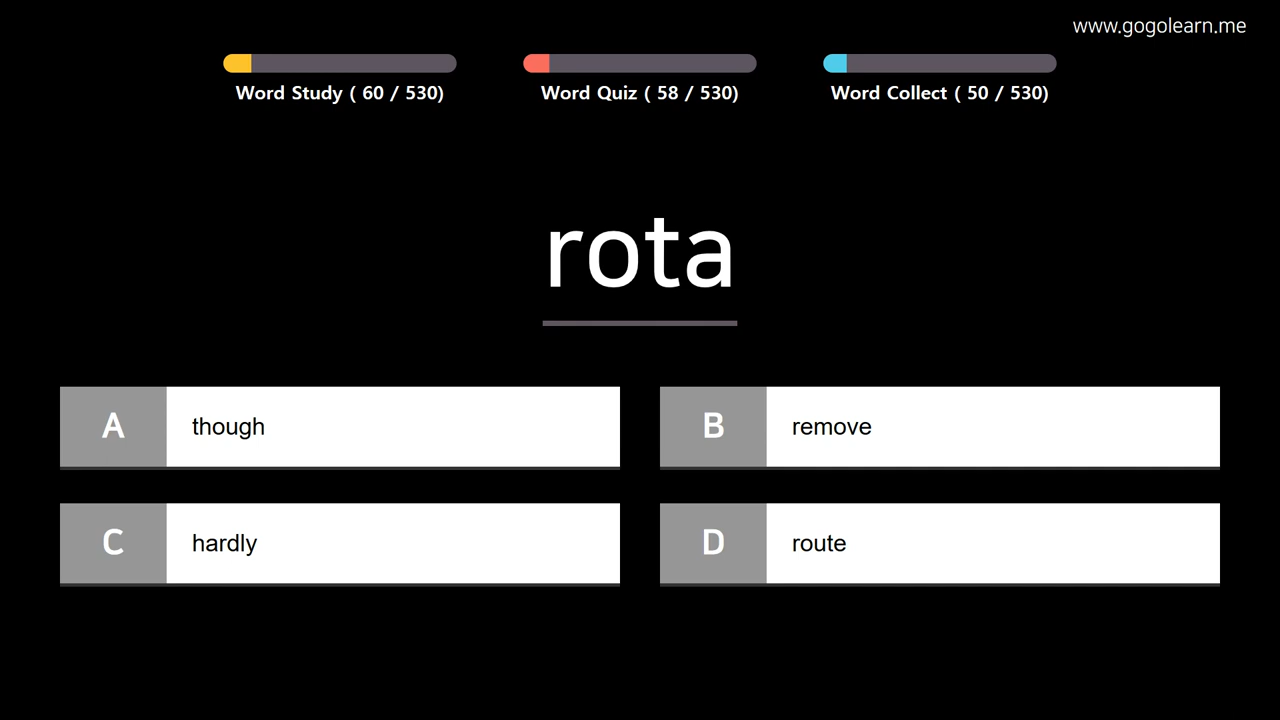 www.gogolearn.me
Word Study ( 60 / 530)
Word Quiz ( 58 / 530)
Word Collect ( 50 / 530)
rota
A though
B remove
C hardly
D route